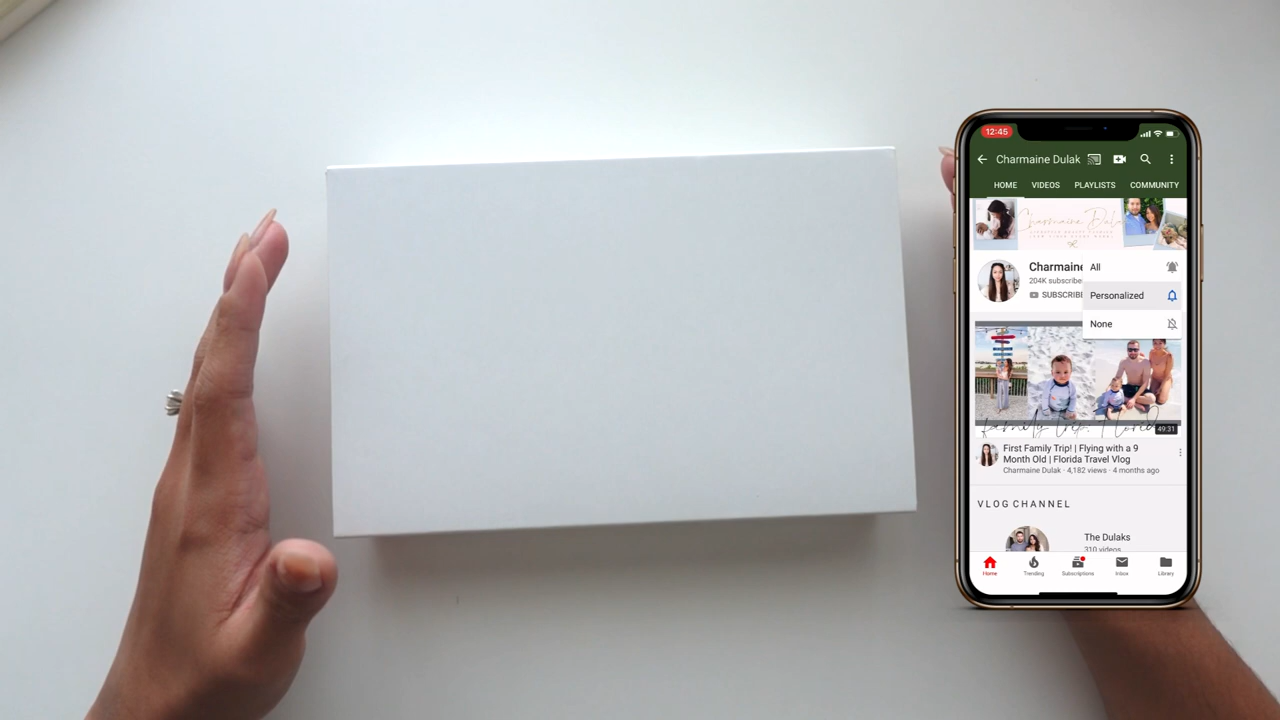 12:45
Charmaine Dulak
HOME VIDEOS PLAYLISTS COMMUNITY
Charmaine
204K
All
Personalized
None
49:31
First Family Trip! | Flying with a 9
Month Old | Florida Travel Vlog
Charmaine Dulak · 4,182 views · 4 months ago
VLOG CHANNEL
The Dulaks
310 videos
Home Trending Subscriptions Inbox Library